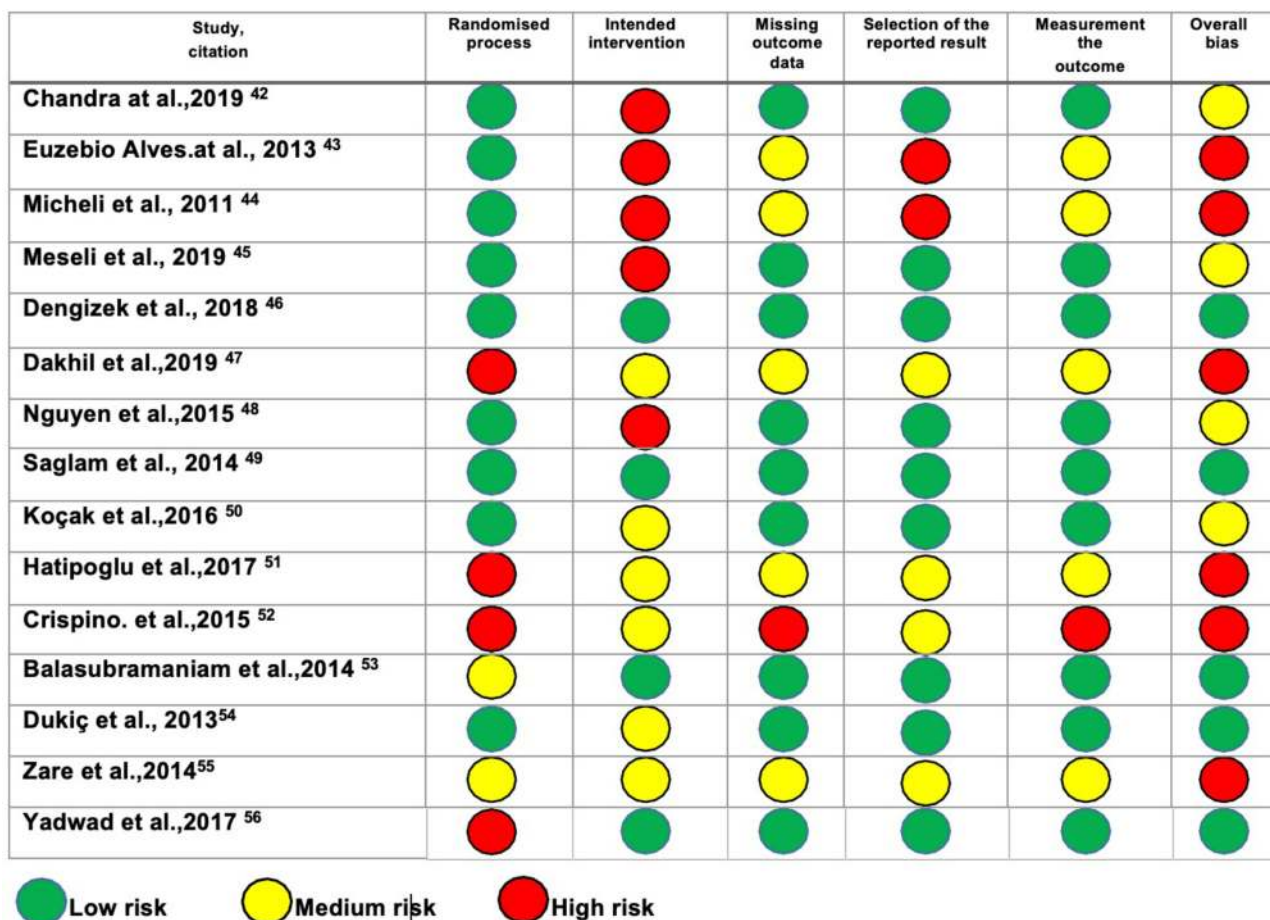 Study,
citation
Randomised
process
Intended
intervention
Missing
outcome
data
Selection of the
reported result
Measurement
the
outcome
Overall
bias
Chandra at al.,2019 42
Euzebio Alves.at al., 2013 43
Micheli et al., 2011 44
Meseli et al., 2019 45
Dengizek et al., 2018 46
Dakhil et al.,2019 47
Nguyen et al.,2015 48
Saglam et al., 2014 49
Koçak et al.,2016 50
Hatipoglu et al.,2017 51
Crispino. et al.,2015 52
Balasubramaniam et al.,2014 53
Dukiç et al., 201354
Zare et al.,201455
Yadwad et al.,2017 56
Low risk Medium risk High risk